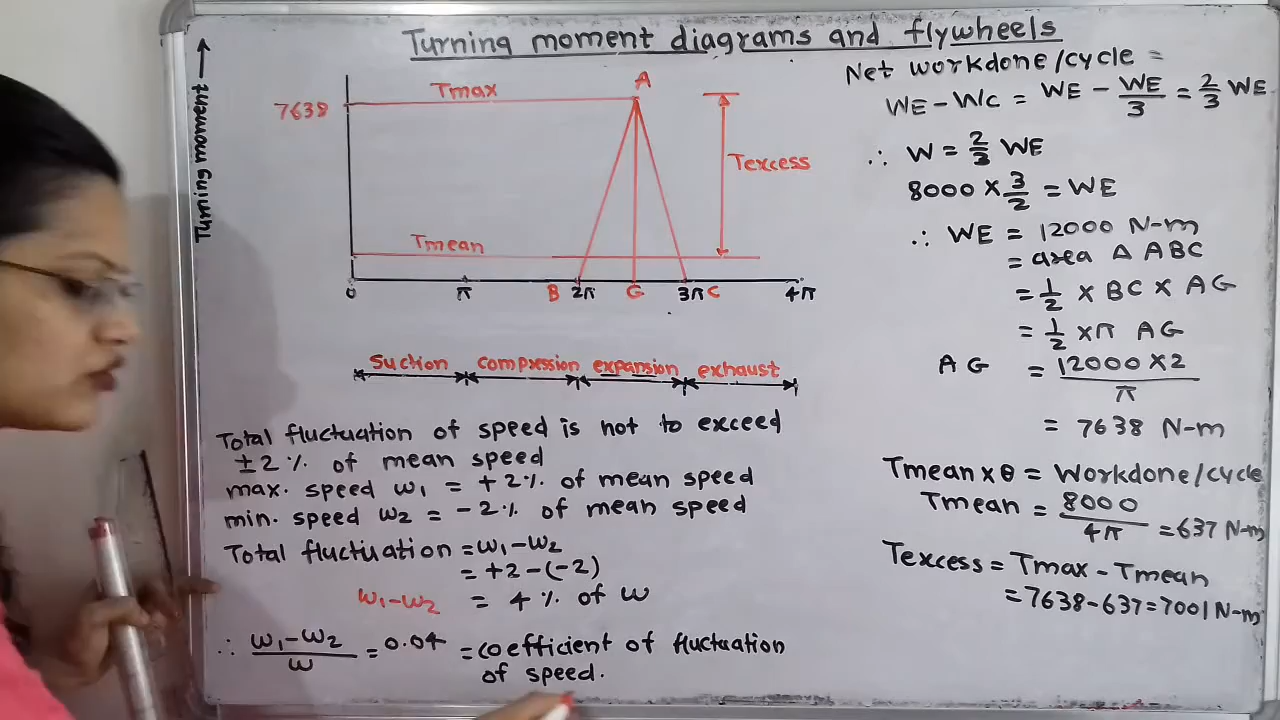 Turning moment diagrams and flywheels
Turning moment
7638
Tmax
A
Texcess
Tmean
0 π B 2π G 3π C 4π
suction compression expansion exhaust
Total fluctuation of speed is not to exceed
±2% of mean speed
max. speed ω₁ = +2% of mean speed
min. speed ω₂ = -2% of mean speed
Total fluctuation = ω₁-ω₂
= +2-(-2)
ω₁-ω₂ = 4% of ω
∴ ω₁-ω₂/ω = 0.04 = coefficient of fluctuation
of speed.
Net workdone/cycle =
WE - WC = WE - WE/3 = 2/3 WE
∴ W = 2/3 WE
8000 × 3/2 = WE
∴ WE = 12000 N-m
= area Δ ABC
= 1/2 × BC × AG
= 1/2 × π AG
AG = 12000×2/π
= 7638 N-m
Tmean × θ = Workdone/cycle
Tmean = 8000/4π = 637 N-m
Texcess = Tmax - Tmean
= 7638-637 = 7001 N-m